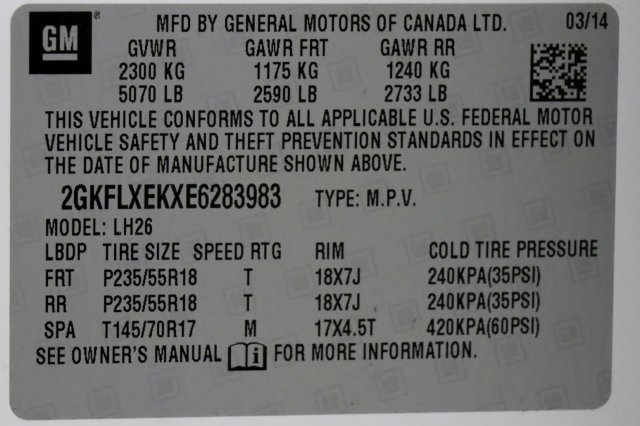 GM ® MFD BY GENERAL MOTORS OF CANADA LTD. 03/14
GVWR GAWR FRT GAWR RR
2300 KG 1175 KG 1240 KG
5070 LB 2590 LB 2733 LB
THIS VEHICLE CONFORMS TO ALL APPLICABLE U.S. FEDERAL MOTOR
VEHICLE SAFETY AND THEFT PREVENTION STANDARDS IN EFFECT ON
THE DATE OF MANUFACTURE SHOWN ABOVE.
2GKFLXEKXE6283983 TYPE: M.P.V.
MODEL: LH26
LBDP TIRE SIZE SPEED RTG RIM COLD TIRE PRESSURE
FRT P235/55R18 T 18X7J 240KPA(35PSI)
RR P235/55R18 T 18X7J 240KPA(35PSI)
SPA T145/70R17 M 17X4.5T 420KPA(60PSI)
SEE OWNER'S MANUAL i FOR MORE INFORMATION.